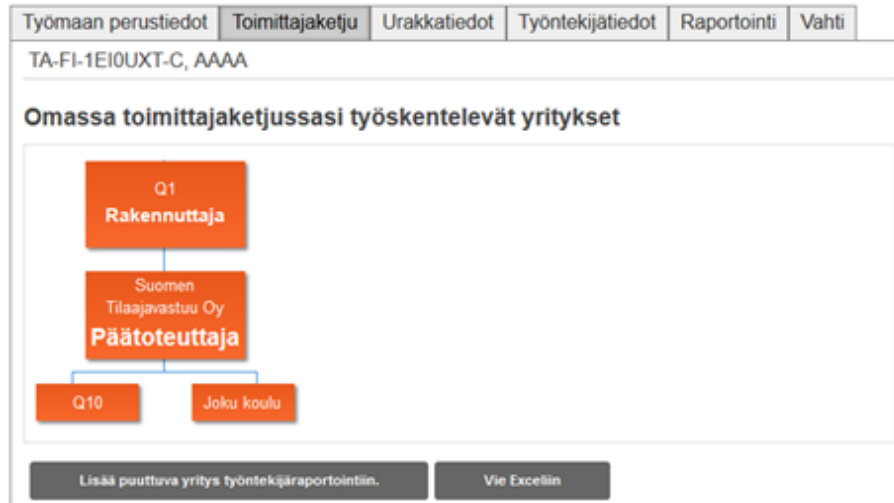 Työmaan perustiedot Toimittajaketju Urakkatiedot Työntekijätiedot Raportointi Vahti
TA-FI-1EI0UXT-C, AAAA
Omassa toimittajaketjussasi työskentelevät yritykset
Q1
Rakennuttaja
Suomen
Tilaajavastuu Oy
Päätoteuttaja
Q10 Joku koulu
Lisää puuttuva yritys työntekijäraportointiin. Vie Exceliin